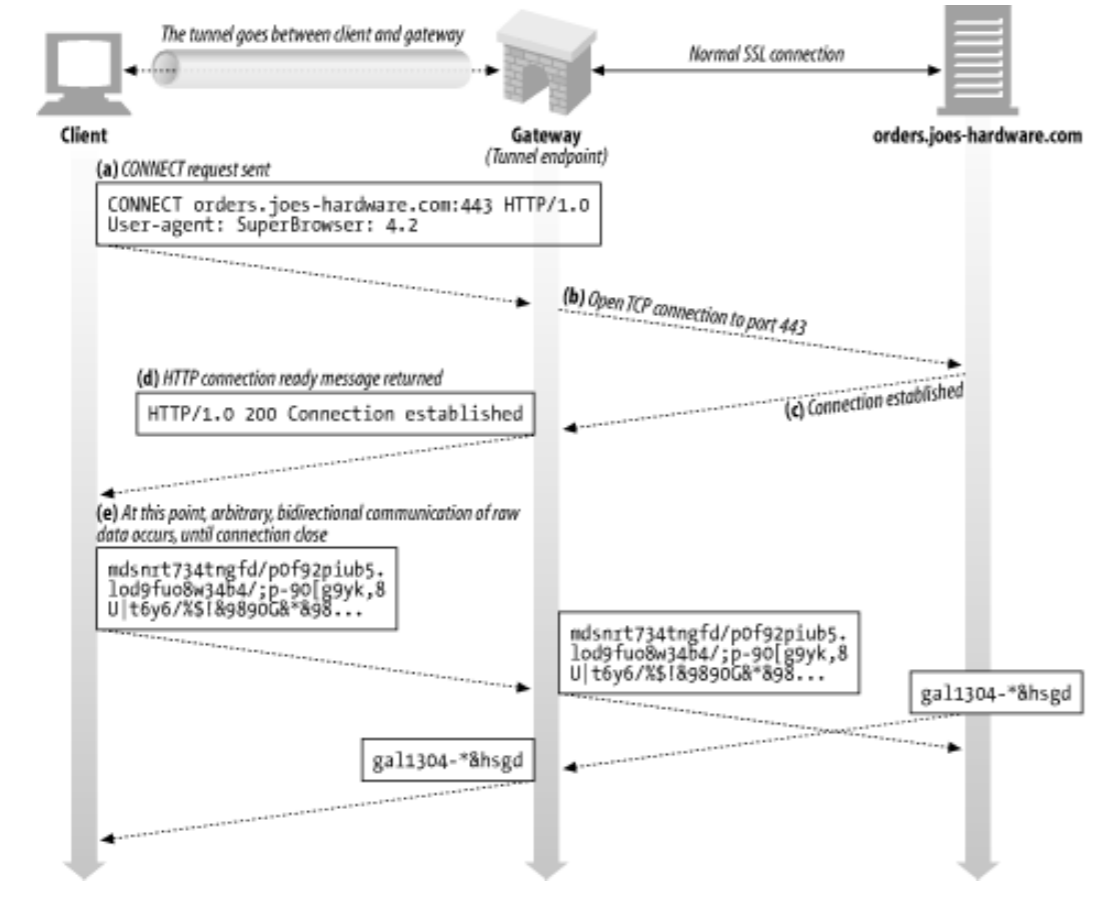 The tunnel goes between client and gateway
Normal SSL connection
Client
Gateway
(Tunnel endpoint)
orders.joes-hardware.com
(a) CONNECT request sent
CONNECT orders.joes-hardware.com:443 HTTP/1.0
User-agent: SuperBrowser: 4.2
(b) Open TCP connection to port 443
(c) Connection established
(d) HTTP connection ready message returned
HTTP/1.0 200 Connection established
(e) At this point, arbitrary, bidirectional communication of raw
data occurs, until connection close
mdsnrt734tngfd/p0f92piub5.
lod9fuo8w34b4/;p-90[g9yk,8
U|t6y6/%$!&9890G&*&98...
mdsnrt734tngfd/p0f92piub5.
lod9fuo8w34b4/;p-90[g9yk,8
U|t6y6/%$!&9890G&*&98...
gal1304-*&hsgd
gal1304-*&hsgd